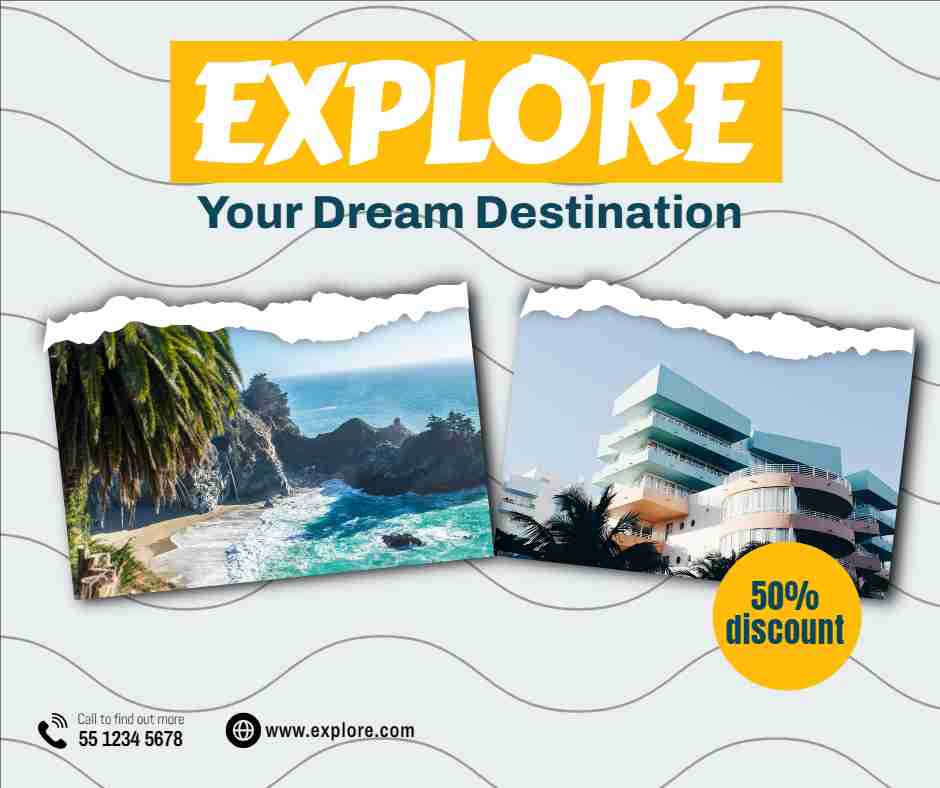 EXPLORE
Your Dream Destination
50%
discount
Call to find out more
55 1234 5678
www.explore.com